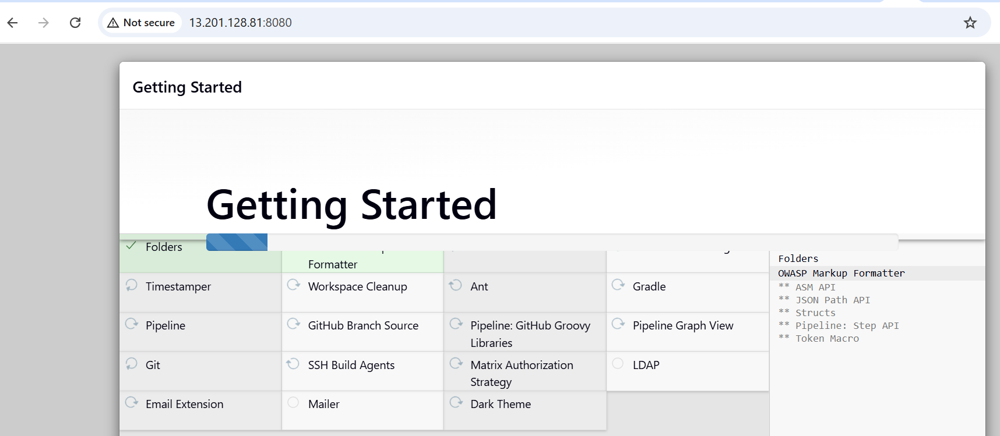 Not secure 13.201.128.81:8080
Getting Started
Getting Started
Folders
Formatter
Timestamper
Workspace Cleanup
Ant
Gradle
Pipeline
GitHub Branch Source
Pipeline: GitHub Groovy
Libraries
Pipeline Graph View
Git
SSH Build Agents
Matrix Authorization
Strategy
LDAP
Email Extension
Mailer
Dark Theme
Folders
OWASP Markup Formatter
** ASM API
** JSON Path API
** Structs
** Pipeline: Step API
** Token Macro